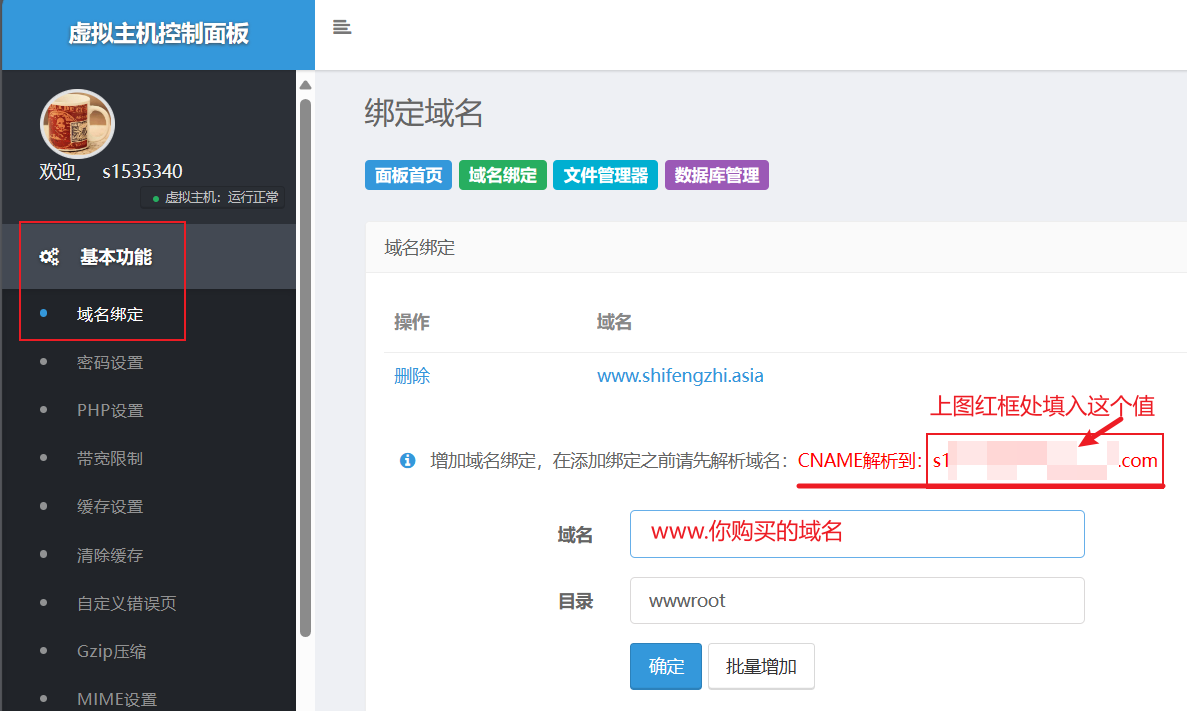 虚拟主机控制面板
欢迎， s1535340
虚拟主机：运行正常
基本功能
域名绑定
密码设置
PHP设置
带宽限制
缓存设置
清除缓存
自定义错误页
Gzip压缩
MIME设置
绑定域名
面板首页 域名绑定 文件管理器 数据库管理
域名绑定
操作 域名
删除 www.shifengzhi.asia
上图红框处填入这个值
增加域名绑定，在添加绑定之前请先解析域名：CNAME解析到：s1 .com
域名 www.你购买的域名
目录 wwwroot
确定 批量增加